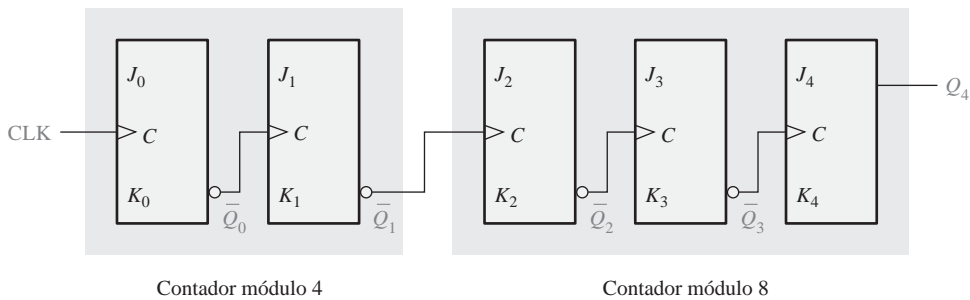 J0 J1 J2 J3 J4
Q4
CLK C C C C C
K0 K1 K2 K3 K4
Q̅0 Q̅1 Q̅2 Q̅3
Contador módulo 4 Contador módulo 8